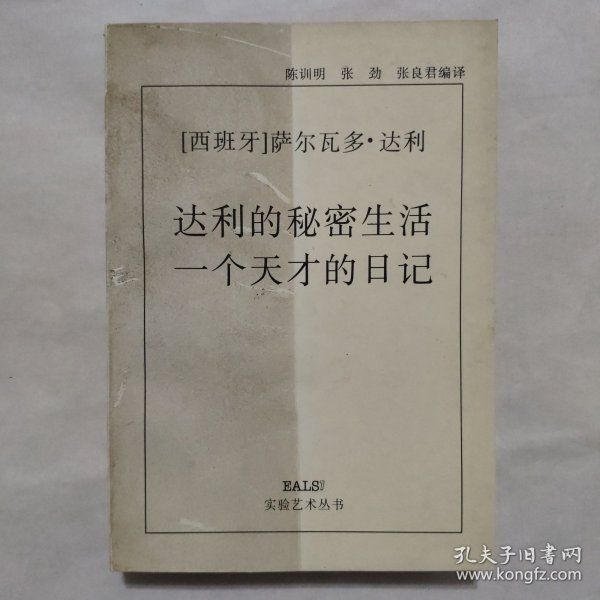 陈训明 张 劲 张良君编译
[西班牙]萨尔瓦多·达利
达利的秘密生活
一个天才的日记
EALS
实验艺术丛书
孔夫子旧書网
www.kongfz.com